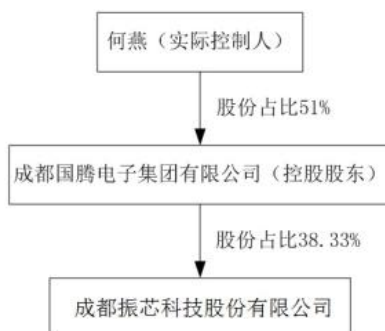 何燕（实际控制人）
股份占比51%
成都国腾电子集团有限公司（控股股东）
股份占比38.33%
成都振芯科技股份有限公司